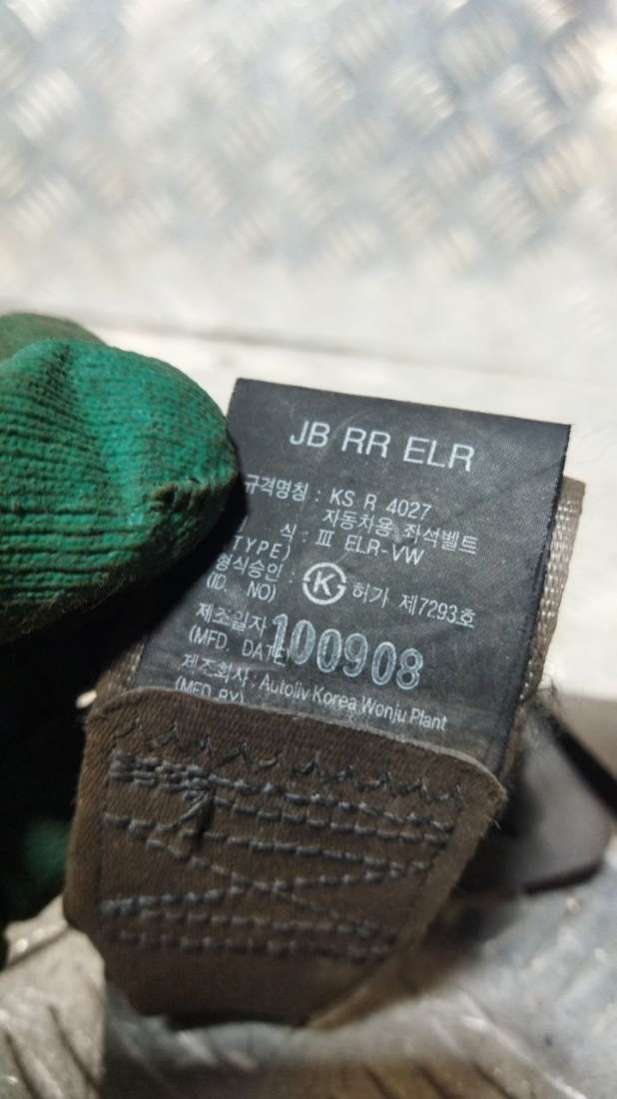 JB RR ELR
규격명칭 : KS R 4027
자동차용 좌석벨트
식 : Ⅲ ELR-VW
(TYPE)
형식승인 : K 허가 제7293호
(ID. NO)
제조일자 100908
(MFD. DATE
제조회사 : Autoliv Korea Wonju Plant
(MFD BY)